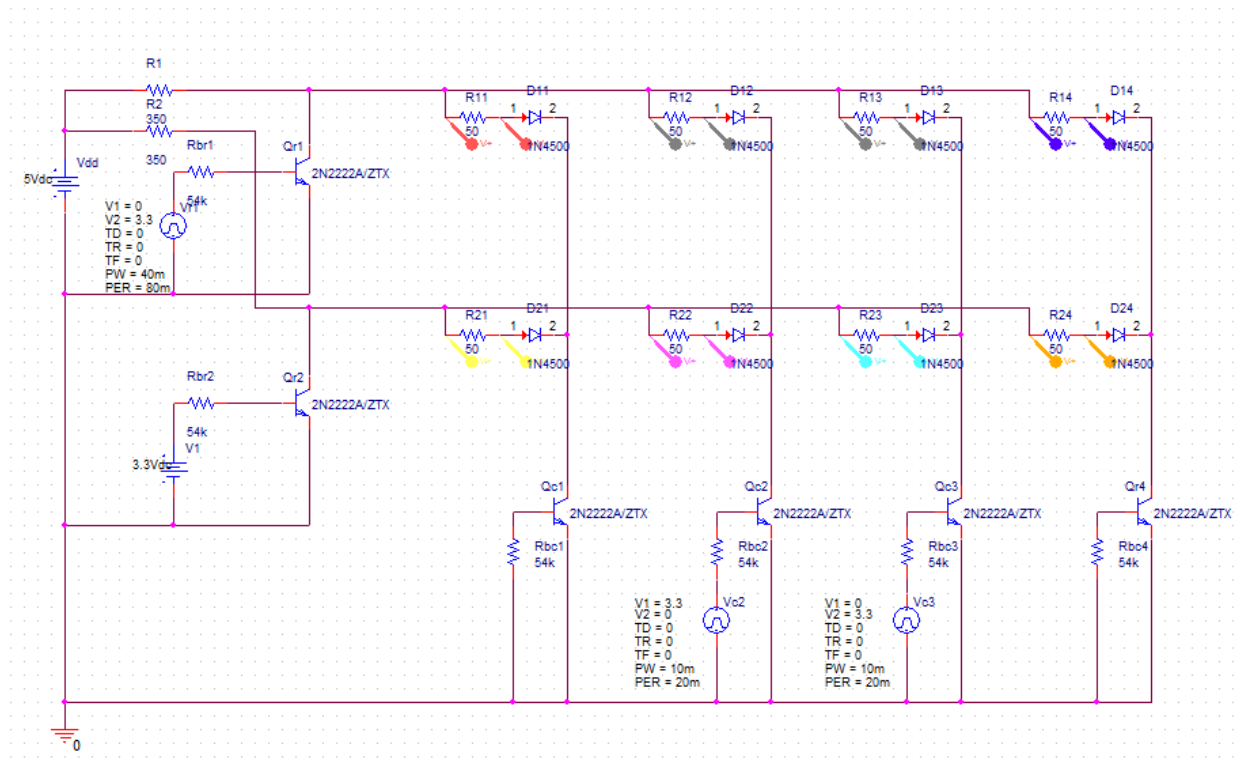 R1
R2
350
350
Rbr1
54k
Vdd
5Vdc
Vr1
V1 = 0
V2 = 3.3
TD = 0
TR = 0
TF = 0
PW = 40m
PER = 80m
Qr1
2N2222A/ZTX
R11
50
1
D11
2
V+
1N4500
R12
50
1
D12
2
V+
1N4500
R13
50
1
D13
2
V+
1N4500
R14
50
1
D14
2
V+
1N4500
Rbr2
54k
V1
3.3Vdc
Qr2
2N2222A/ZTX
R21
50
1
D21
2
V+
1N4500
R22
50
1
D22
2
V+
1N4500
R23
50
1
D23
2
V+
1N4500
R24
50
1
D24
2
V+
1N4500
Qc1
2N2222A/ZTX
Rbc1
54k
Qc2
2N2222A/ZTX
Rbc2
54k
Vc2
V1 = 3.3
V2 = 0
TD = 0
TR = 0
TF = 0
PW = 10m
PER = 20m
Qc3
2N2222A/ZTX
Rbc3
54k
Vc3
V1 = 0
V2 = 3.3
TD = 0
TR = 0
TF = 0
PW = 10m
PER = 20m
Qr4
2N2222A/ZTX
Rbc4
54k
0